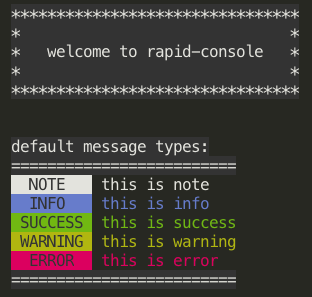 ********************************
*                              *
*   welcome to rapid-console   *
*                              *
********************************
default message types:
=========================
NOTE this is note
INFO this is info
SUCCESS this is success
WARNING this is warning
ERROR this is error
=========================